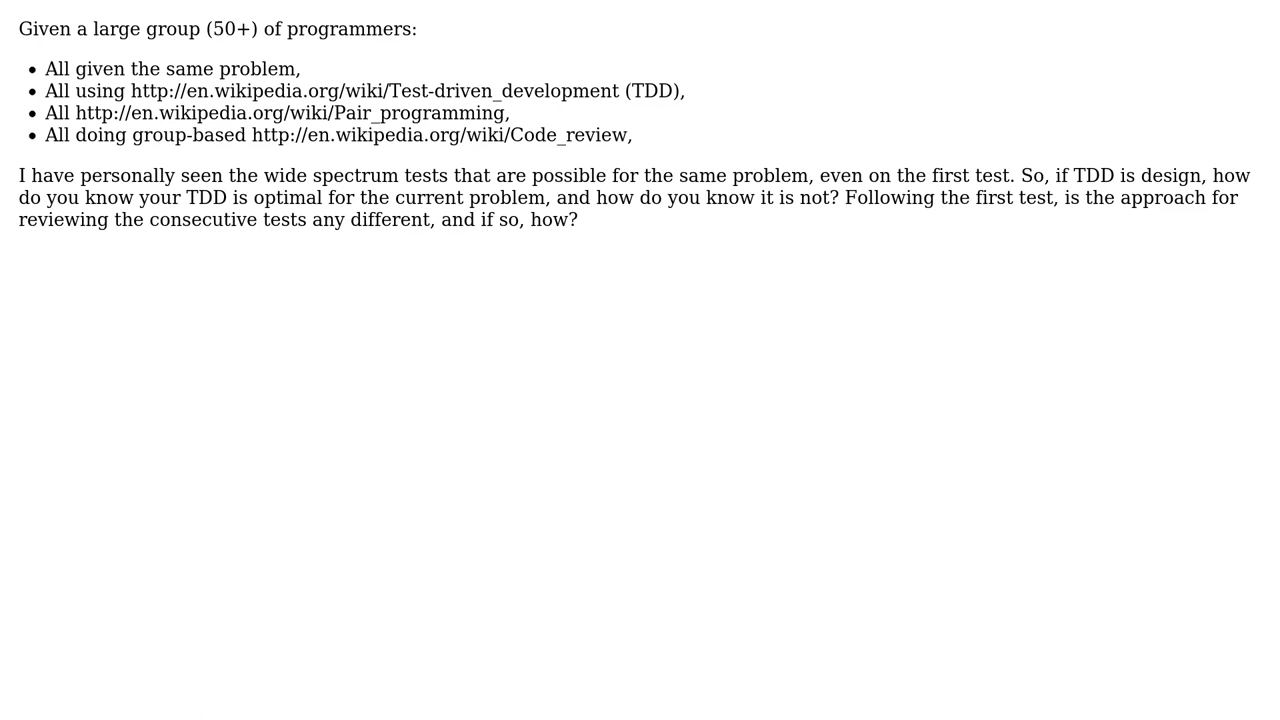 Given a large group (50+) of programmers:
• All given the same problem,
• All using http://en.wikipedia.org/wiki/Test-driven_development (TDD),
• All http://en.wikipedia.org/wiki/Pair_programming,
• All doing group-based http://en.wikipedia.org/wiki/Code_review,
I have personally seen the wide spectrum tests that are possible for the same problem, even on the first test. So, if TDD is design, how
do you know your TDD is optimal for the current problem, and how do you know it is not? Following the first test, is the approach for
reviewing the consecutive tests any different, and if so, how?